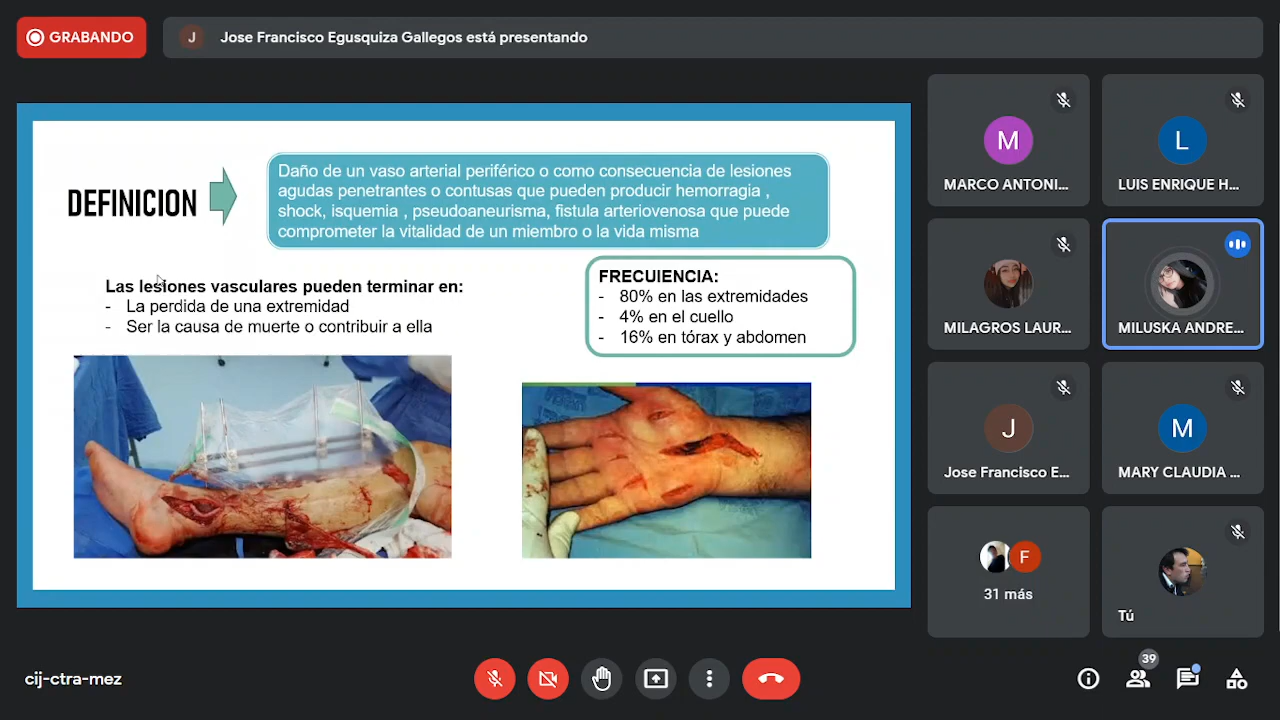 GRABANDO
J
Jose Francisco Egusquiza Gallegos está presentando
DEFINICION
Daño de un vaso arterial periférico o como consecuencia de lesiones
agudas penetrantes o contusas que pueden producir hemorragia ,
shock, isquemia , pseudoaneurisma, fistula arteriovenosa que puede
comprometer la vitalidad de un miembro o la vida misma
Las lesiones vasculares pueden terminar en:
- La perdida de una extremidad
- Ser la causa de muerte o contribuir a ella
FRECUIENCIA:
- 80% en las extremidades
- 4% en el cuello
- 16% en tórax y abdomen
M
MARCO ANTONI...
L
LUIS ENRIQUE H...
MILAGROS LAUR...
MILUSKA ANDRE...
J
Jose Francisco E...
M
MARY CLAUDIA ...
F
31 más
Tú
cij-ctra-mez
39